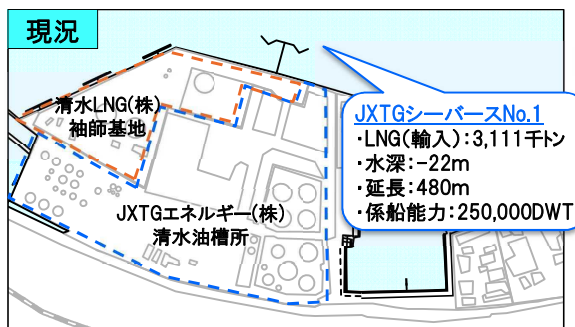 現況
清水LNG(株)
袖師基地
JXTGエネルギー(株)
清水油槽所
JXTGシーバースNo.1
・LNG(輸入):3,111千トン
・水深:-22m
・延長:480m
・係船能力:250,000DWT